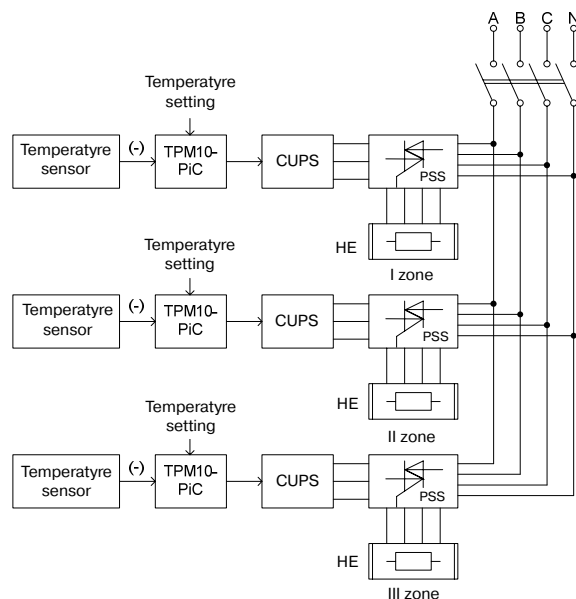 A B C N
Temperatyre
setting
Temperatyre
sensor
(-)
TPM10-
PiC
CUPS
PSS
HE
I zone
Temperatyre
setting
Temperatyre
sensor
(-)
TPM10-
PiC
CUPS
PSS
HE
II zone
Temperatyre
setting
Temperatyre
sensor
(-)
TPM10-
PiC
CUPS
PSS
HE
III zone